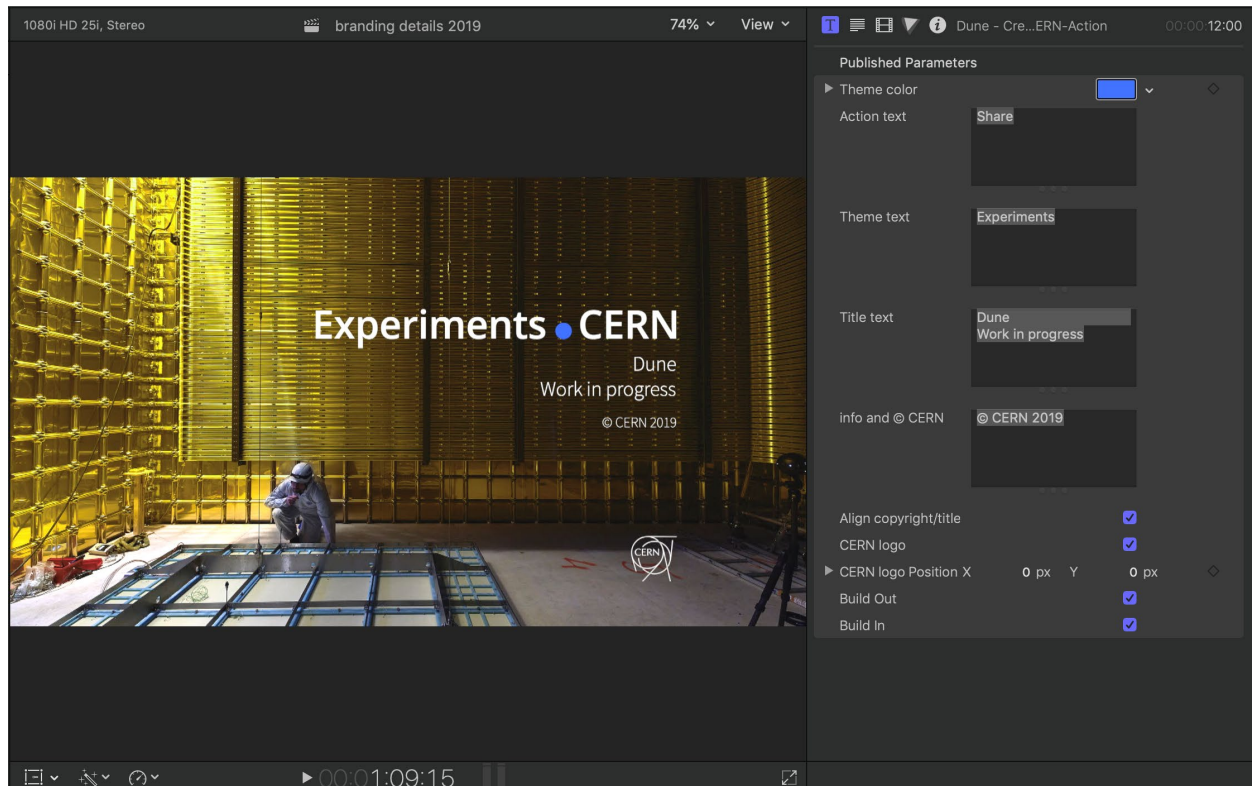 1080i HD 25i, Stereo
branding details 2019
74%
View
T
i
Dune - Cre...ERN-Action
00:00:12:00
Published Parameters
Theme color
Action text
Share
Theme text
Experiments
Title text
Dune
Work in progress
info and © CERN
© CERN 2019
Align copyright/title
CERN logo
CERN logo Position X
0 px
Y
0 px
Build Out
Build In
Experiments CERN
Dune
Work in progress
© CERN 2019
CERN
00:01:09:15